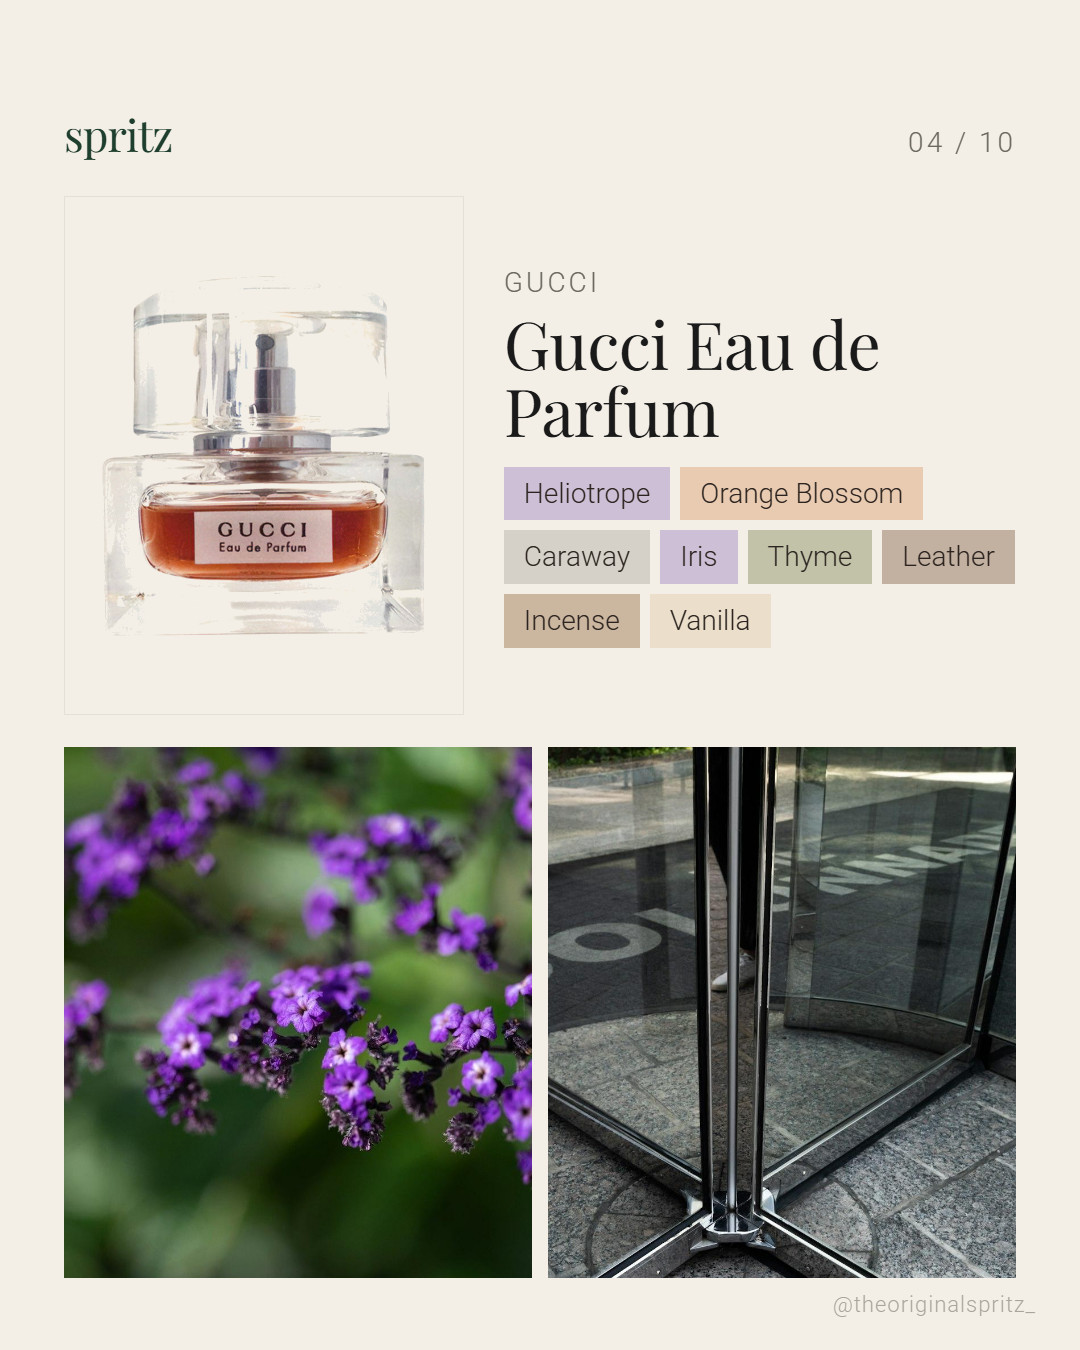 spritz
04 / 10
GUCCI
Gucci Eau de
Parfum
Heliotrope
Orange Blossom
Caraway
Iris
Thyme
Leather
Incense
Vanilla
GUCCI
Eau de Parfum
@theoriginalspritz_